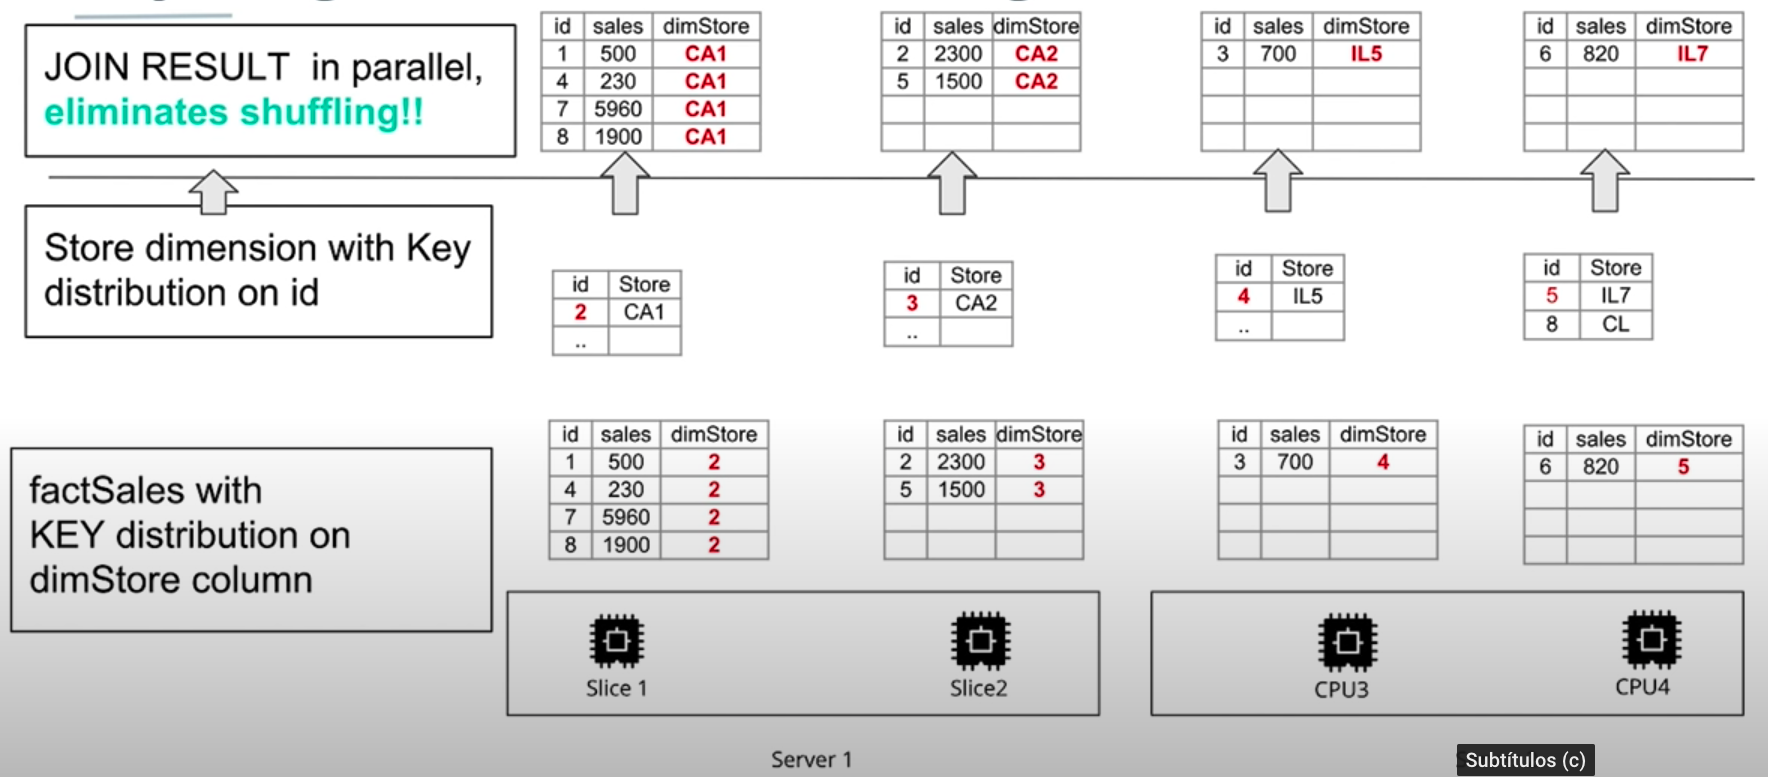 JOIN RESULT in parallel,
eliminates shuffling!!
id sales dimStore
1 500 CA1
4 230 CA1
7 5960 CA1
8 1900 CA1
id sales dimStore
2 2300 CA2
5 1500 CA2
id sales dimStore
3 700 IL5
id sales dimStore
6 820 IL7
Store dimension with Key
distribution on id
id Store
2 CA1
..
id Store
3 CA2
..
id Store
4 IL5
..
id Store
5 IL7
8 CL
factSales with
KEY distribution on
dimStore column
id sales dimStore
1 500 2
4 230 2
7 5960 2
8 1900 2
id sales dimStore
2 2300 3
5 1500 3
id sales dimStore
3 700 4
id sales dimStore
6 820 5
Slice 1
Slice2
CPU3
CPU4
Server 1
Subtítulos (c)